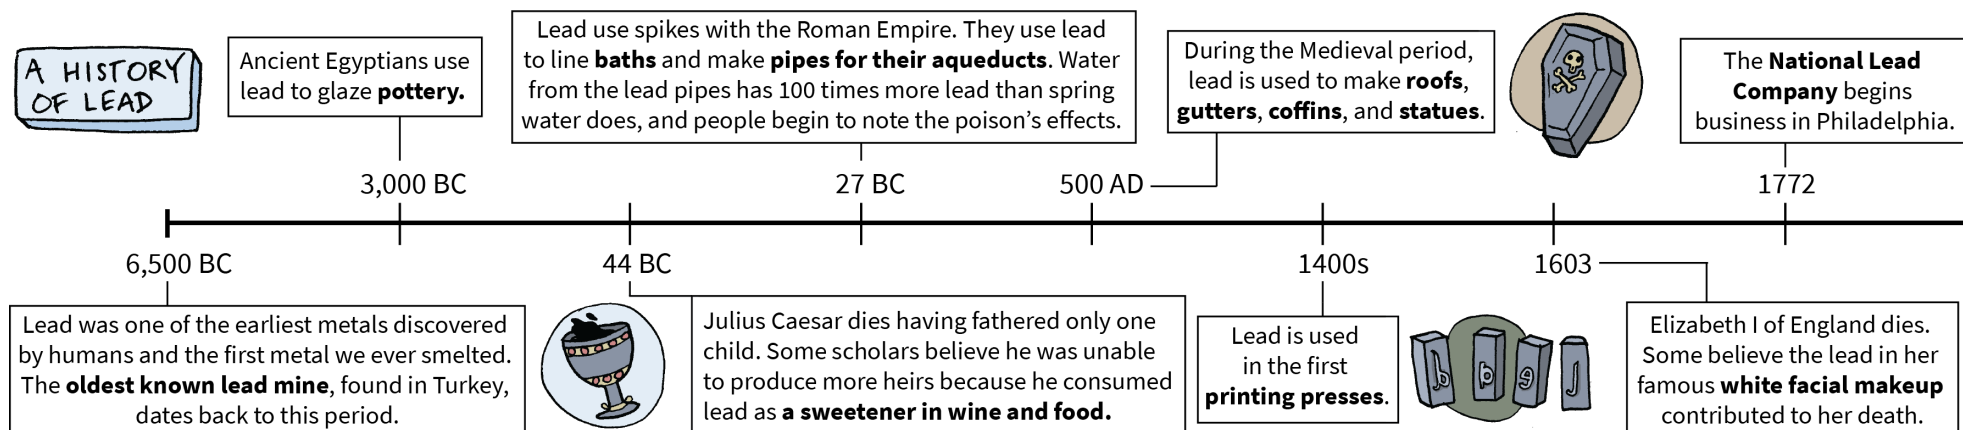 A HISTORY
OF LEAD
Ancient Egyptians use
lead to glaze pottery.
3,000 BC
Lead use spikes with the Roman Empire. They use lead
to line baths and make pipes for their aqueducts. Water
from the lead pipes has 100 times more lead than spring
water does, and people begin to note the poison’s effects.
27 BC
During the Medieval period,
lead is used to make roofs,
gutters, coffins, and statues.
500 AD
The National Lead
Company begins
business in Philadelphia.
1772
6,500 BC
Lead was one of the earliest metals discovered
by humans and the first metal we ever smelted.
The oldest known lead mine, found in Turkey,
dates back to this period.
44 BC
Julius Caesar dies having fathered only one
child. Some scholars believe he was unable
to produce more heirs because he consumed
lead as a sweetener in wine and food.
1400s
Lead is used
in the first
printing presses.
1603
Elizabeth I of England dies.
Some believe the lead in her
famous white facial makeup
contributed to her death.